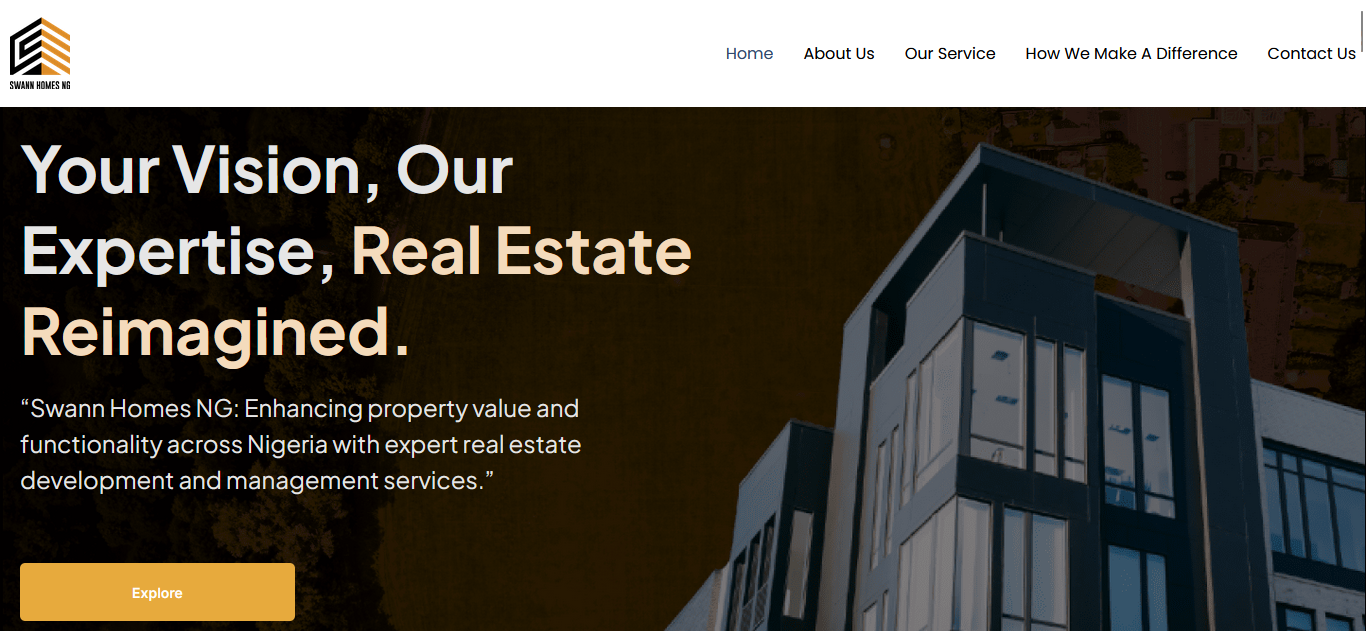 SWANN HOMES NG
Home
About Us
Our Service
How We Make A Difference
Contact Us
Your Vision, Our
Expertise, Real Estate
Reimagined.
“Swann Homes NG: Enhancing property value and
functionality across Nigeria with expert real estate
development and management services.”
Explore